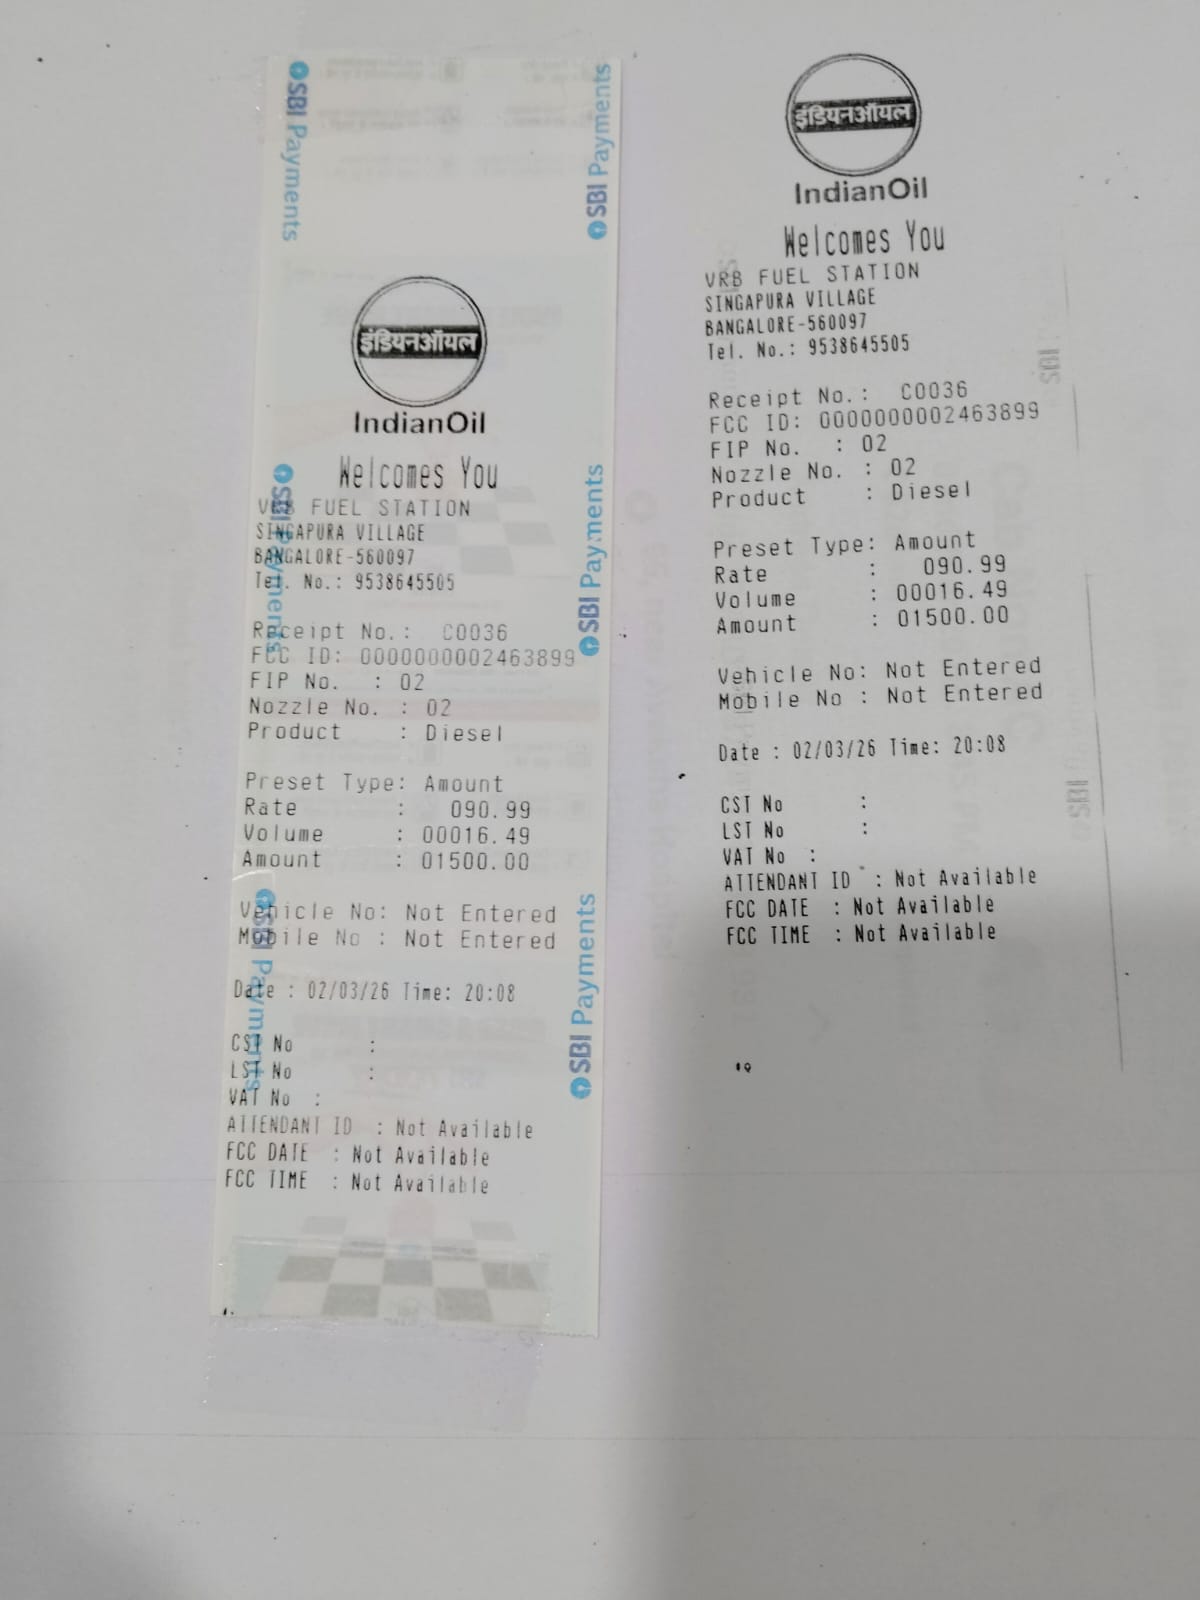 SBI Payments
SBI Payments
इंडियनऑयल
IndianOil
Welcomes You
VRB FUEL STATION
SINGAPURA VILLAGE
BANGALORE-560097
Tel. No.: 9538645505
Receipt No.: C0036
FCC ID: 0000000002463899
FIP No. : 02
Nozzle No. : 02
Product : Diesel
Preset Type: Amount
Rate : 090.99
Volume : 00016.49
Amount : 01500.00
Vehicle No: Not Entered
Mobile No : Not Entered
Date : 02/03/26 Time: 20:08
CST No :
LST No :
VAT No :
ATTENDANT ID : Not Available
FCC DATE : Not Available
FCC TIME : Not Available
SBI Payments
SBI Payments
SBI Payments
SBI Payments
इंडियनऑयल
IndianOil
Welcomes You
VRB FUEL STATION
SINGAPURA VILLAGE
BANGALORE-560097
Tel. No.: 9538645505
Receipt No.: C0036
FCC ID: 0000000002463899
FIP No. : 02
Nozzle No. : 02
Product : Diesel
Preset Type: Amount
Rate : 090.99
Volume : 00016.49
Amount : 01500.00
Vehicle No: Not Entered
Mobile No : Not Entered
Date : 02/03/26 Time: 20:08
CST No :
LST No :
VAT No :
ATTENDANT ID : Not Available
FCC DATE : Not Available
FCC TIME : Not Available